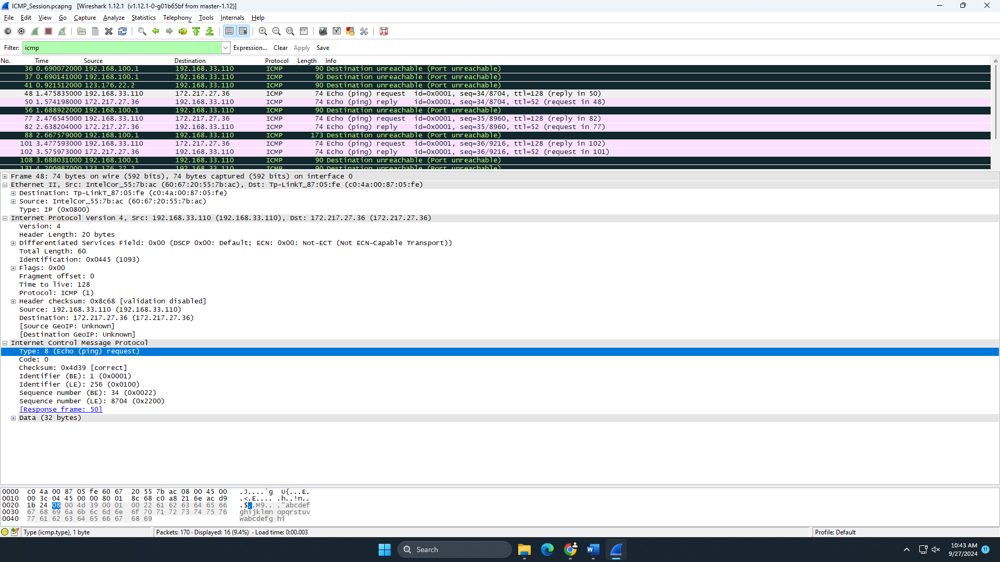 ICMP_Session.pcapng [Wireshark 1.12.1 (v1.12.1-0-g01b65bf from master-1.12)]
File Edit View Go Capture Analyze Statistics Telephony Tools Internals Help
Filter: icmp Expression... Clear Apply Save
No. Time Source Destination Protocol Length Info
36 0.690072000 192.168.100.1 192.168.33.110 ICMP 90 Destination unreachable (Port unreachable)
37 0.690141000 192.168.100.1 192.168.33.110 ICMP 90 Destination unreachable (Port unreachable)
41 0.921512000 123.176.22.2 192.168.33.110 ICMP 90 Destination unreachable (Port unreachable)
48 1.475835000 192.168.33.110 172.217.27.36 ICMP 74 Echo (ping) request id=0x0001, seq=34/8704, ttl=128 (reply in 50)
50 1.574198000 172.217.27.36 192.168.33.110 ICMP 74 Echo (ping) reply id=0x0001, seq=34/8704, ttl=52 (request in 48)
56 1.688922000 192.168.100.1 192.168.33.110 ICMP 90 Destination unreachable (Port unreachable)
77 2.476545000 192.168.33.110 172.217.27.36 ICMP 74 Echo (ping) request id=0x0001, seq=35/8960, ttl=128 (reply in 82)
82 2.638204000 172.217.27.36 192.168.33.110 ICMP 74 Echo (ping) reply id=0x0001, seq=35/8960, ttl=52 (request in 77)
88 2.667579000 192.168.100.1 192.168.33.110 ICMP 173 Destination unreachable (Port unreachable)
101 3.477593000 192.168.33.110 172.217.27.36 ICMP 74 Echo (ping) request id=0x0001, seq=36/9216, ttl=128 (reply in 102)
102 3.575973000 172.217.27.36 192.168.33.110 ICMP 74 Echo (ping) reply id=0x0001, seq=36/9216, ttl=52 (request in 101)
108 3.688031000 192.168.100.1 192.168.33.110 ICMP 90 Destination unreachable (Port unreachable)
131 4.200987000 123.176.22.2 192.168.33.110 ICMP 90 Destination unreachable (Port unreachable)
Frame 48: 74 bytes on wire (592 bits), 74 bytes captured (592 bits) on interface 0
Ethernet II, Src: IntelCor_55:7b:ac (60:67:20:55:7b:ac), Dst: Tp-LinkT_87:05:fe (c0:4a:00:87:05:fe)
Destination: Tp-LinkT_87:05:fe (c0:4a:00:87:05:fe)
Source: IntelCor_55:7b:ac (60:67:20:55:7b:ac)
Type: IP (0x0800)
Internet Protocol Version 4, Src: 192.168.33.110 (192.168.33.110), Dst: 172.217.27.36 (172.217.27.36)
Version: 4
Header Length: 20 bytes
Differentiated Services Field: 0x00 (DSCP 0x00: Default; ECN: 0x00: Not-ECT (Not ECN-Capable Transport))
Total Length: 60
Identification: 0x0445 (1093)
Flags: 0x00
Fragment offset: 0
Time to live: 128
Protocol: ICMP (1)
Header checksum: 0x8c68 [validation disabled]
Source: 192.168.33.110 (192.168.33.110)
Destination: 172.217.27.36 (172.217.27.36)
[Source GeoIP: Unknown]
[Destination GeoIP: Unknown]
Internet Control Message Protocol
Type: 8 (Echo (ping) request)
Code: 0
Checksum: 0x4d39 [correct]
Identifier (BE): 1 (0x0001)
Identifier (LE): 256 (0x0100)
Sequence number (BE): 34 (0x0022)
Sequence number (LE): 8704 (0x2200)
[Response frame: 50]
Data (32 bytes)
0000 c0 4a 00 87 05 fe 60 67 20 55 7b ac 08 00 45 00 .J....`g U{...E.
0010 00 3c 04 45 00 00 80 01 8c 68 c0 a8 21 6e ac d9 .<.E.... .h..!n..
0020 1b 24 08 00 4d 39 00 01 00 22 61 62 63 64 65 66 .$..M9.. ."abcdef
0030 67 68 69 6a 6b 6c 6d 6e 6f 70 71 72 73 74 75 76 ghijklmn opqrstuv
0040 77 61 62 63 64 65 66 67 68 69 wabcdefg hi
Type (icmp.type), 1 byte Packets: 170 · Displayed: 16 (9.4%) · Load time: 0:00.003 Profile: Default
Search
10:43 AM
9/27/2024
11